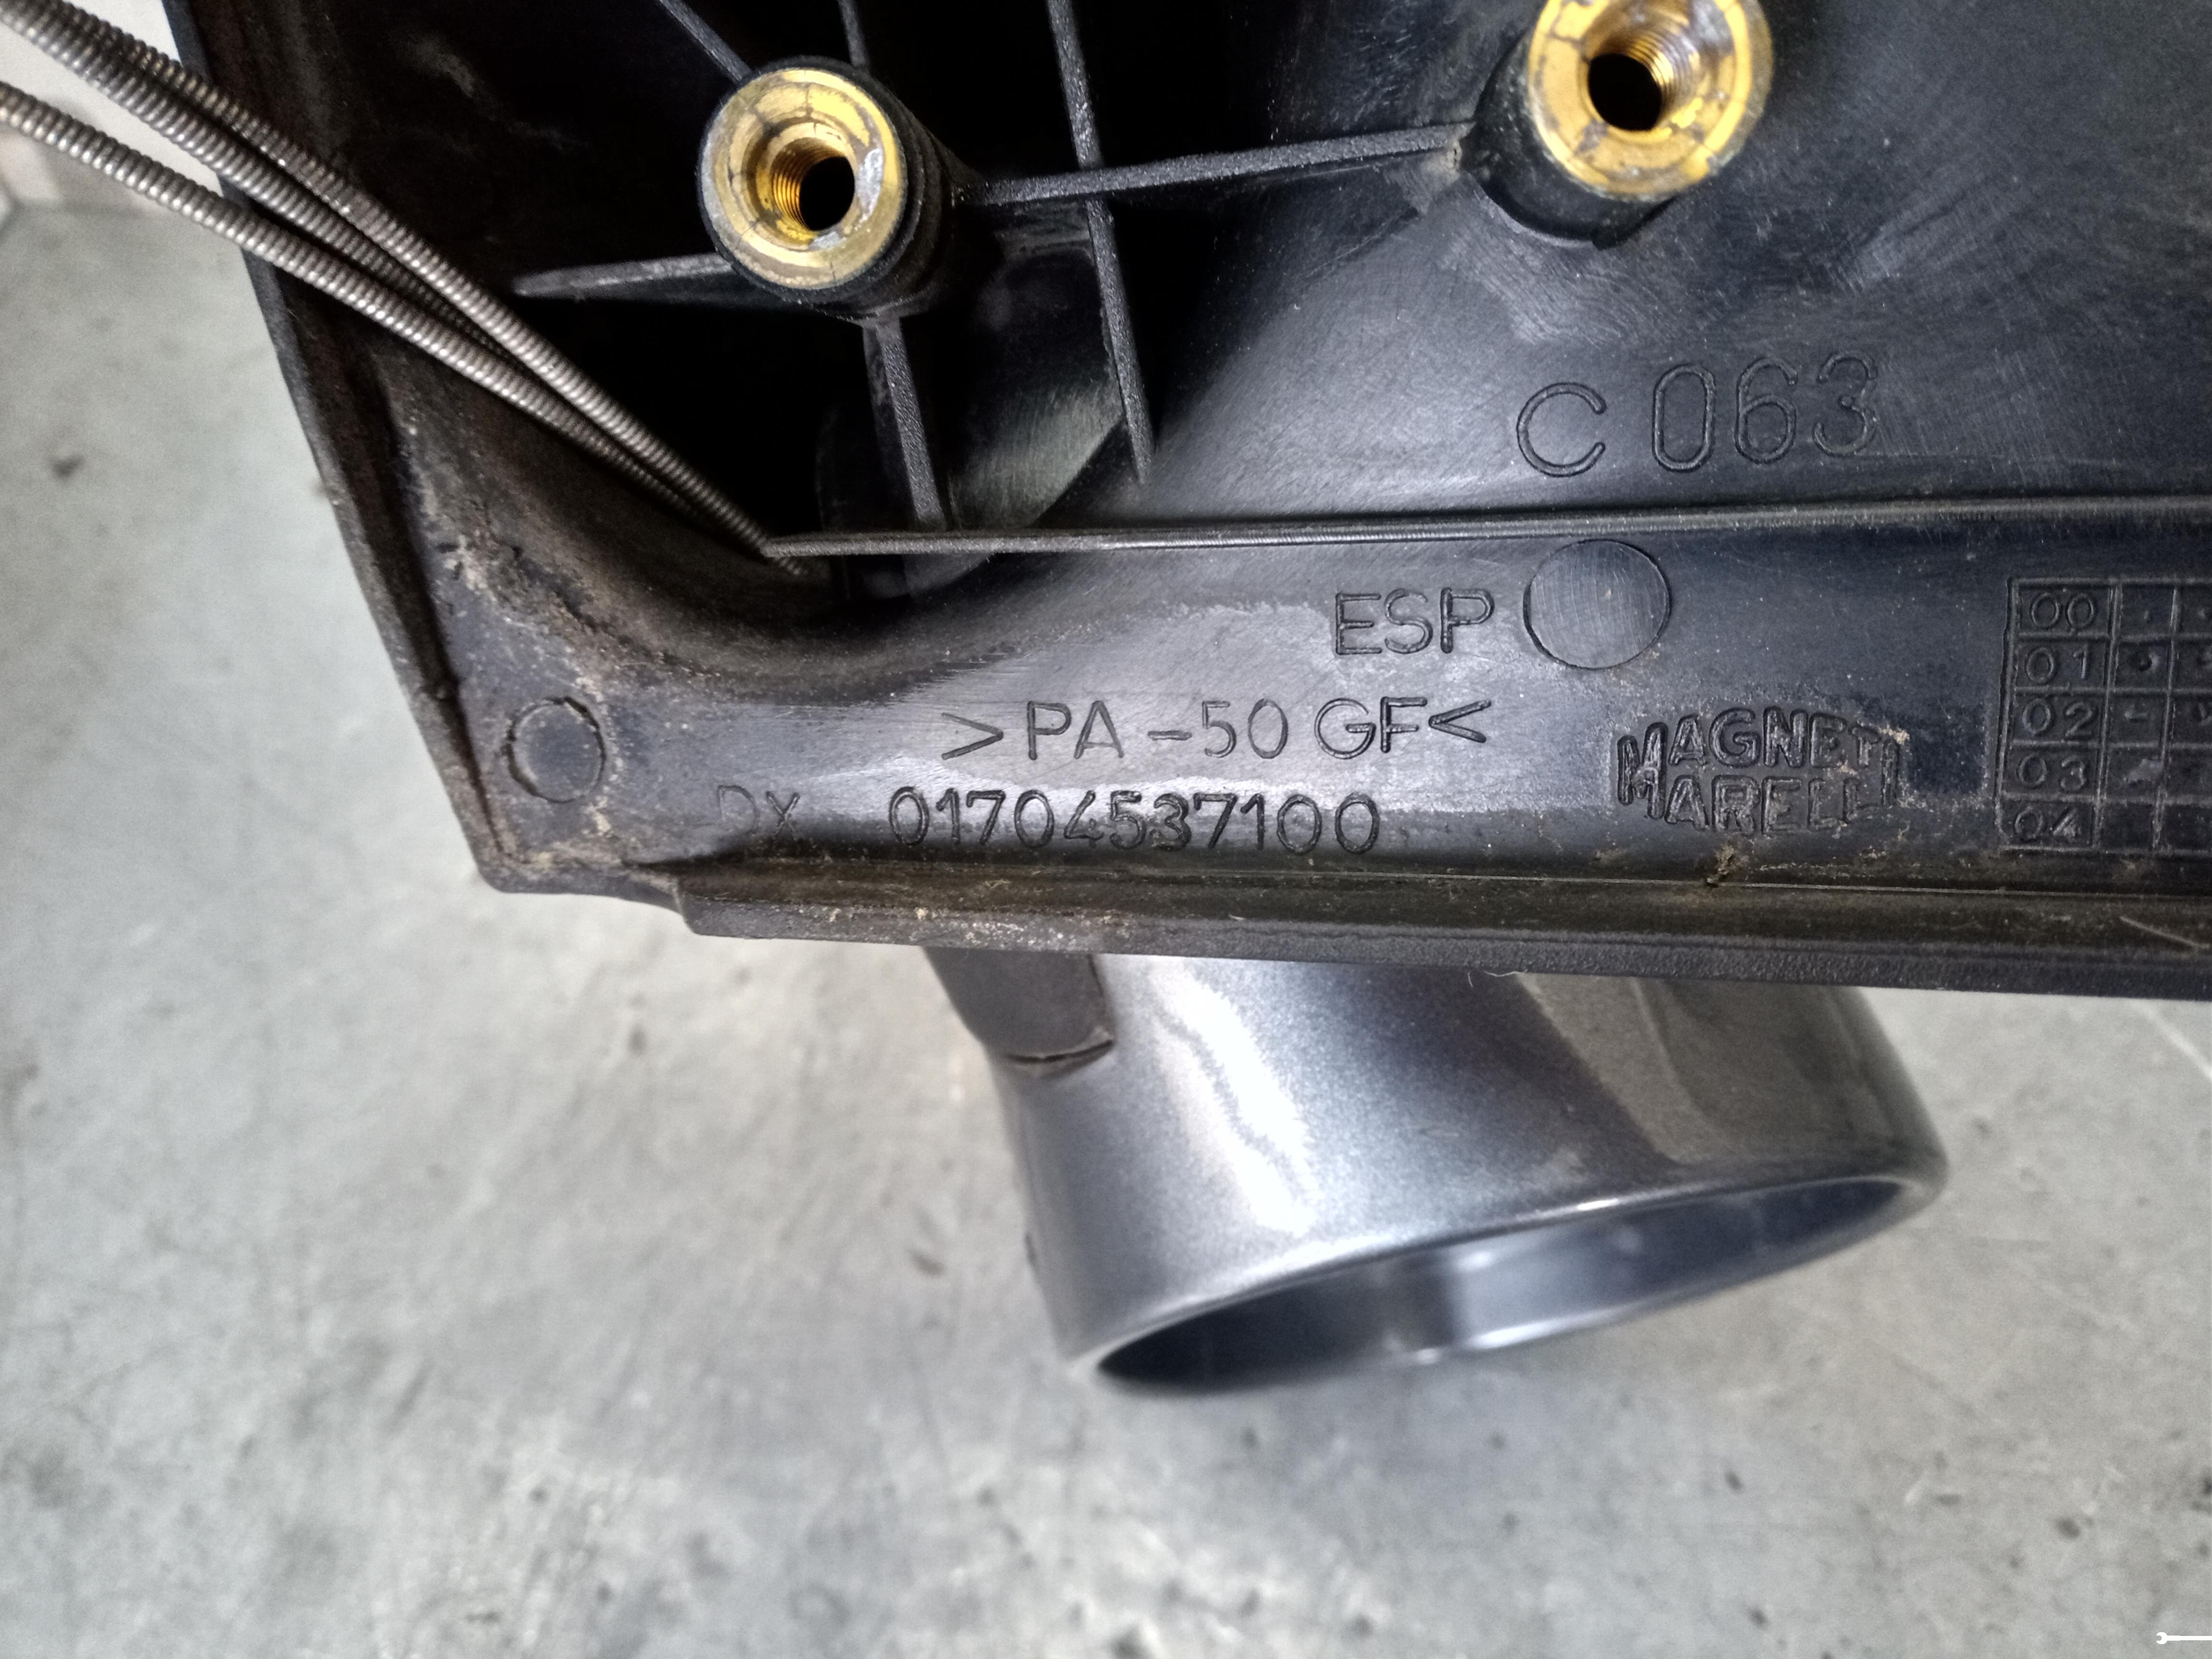 C 063
ESP
>PA-50 GF<
DX 01704537100
MAGNETI
MARELLI
00
01
02
03
04